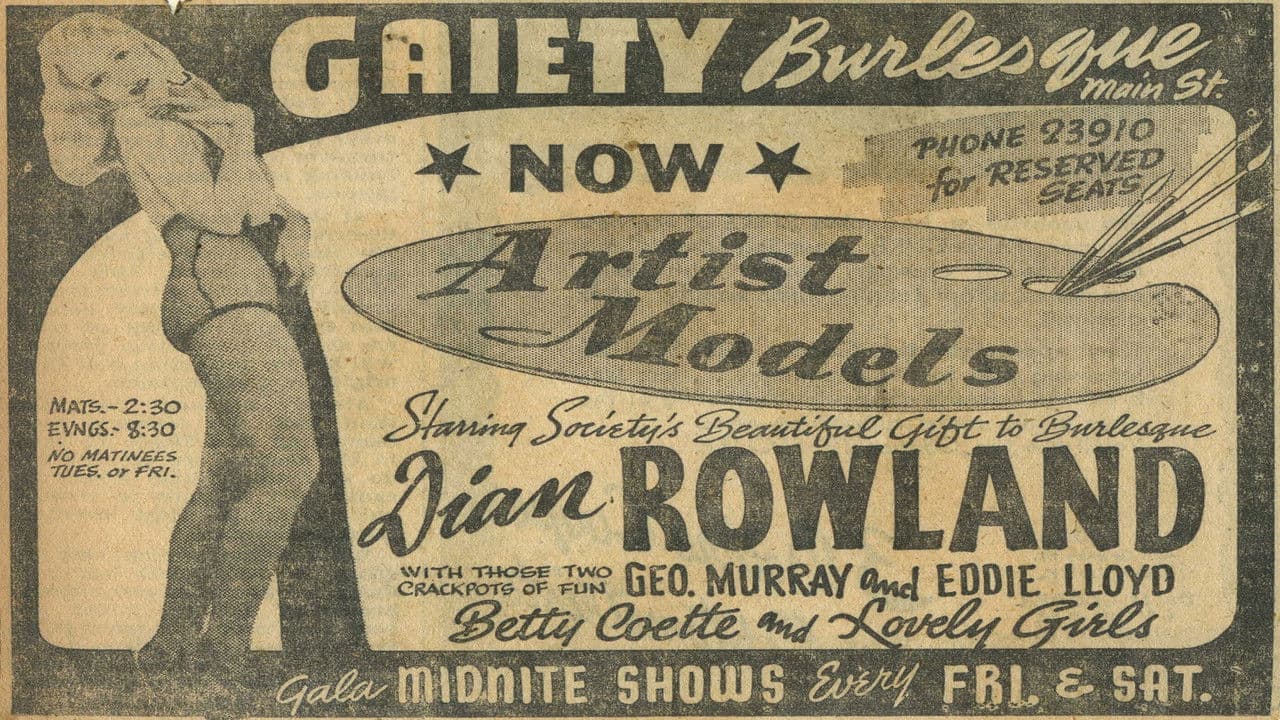 GAIETY Burlesque
Main St.
NOW
PHONE 23910
for RESERVED
SEATS
Artist
Models
MATS.- 2:30
EVNGS.- 8:30
NO MATINEES
TUES. or FRI.
Starring Society's Beautiful Gift to Burlesque
Dian ROWLAND
WITH THOSE TWO
CRACKPOTS OF FUN
GEO. MURRAY and EDDIE LLOYD
Betty Coette and Lovely Girls
Gala MIDNITE SHOWS Every FRI. & SAT.